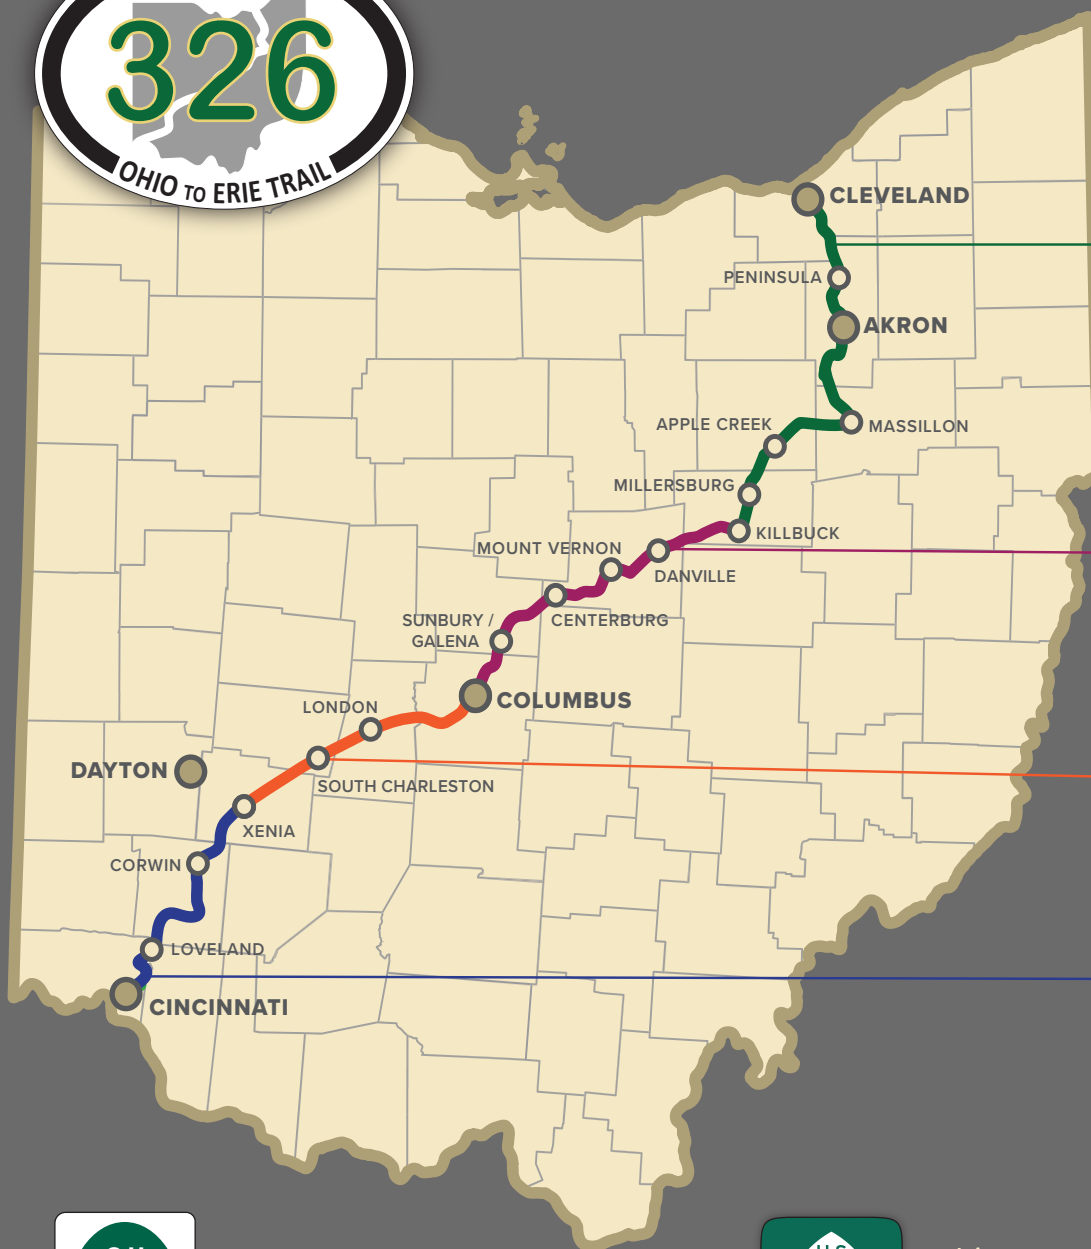 326
OHIO TO ERIE TRAIL
CLEVELAND
PENINSULA
AKRON
APPLE CREEK
MASSILLON
MILLERSBURG
KILLBUCK
MOUNT VERNON
DANVILLE
SUNBURY /
GALENA
CENTERBURG
COLUMBUS
LONDON
DAYTON
SOUTH CHARLESTON
XENIA
CORWIN
LOVELAND
CINCINNATI